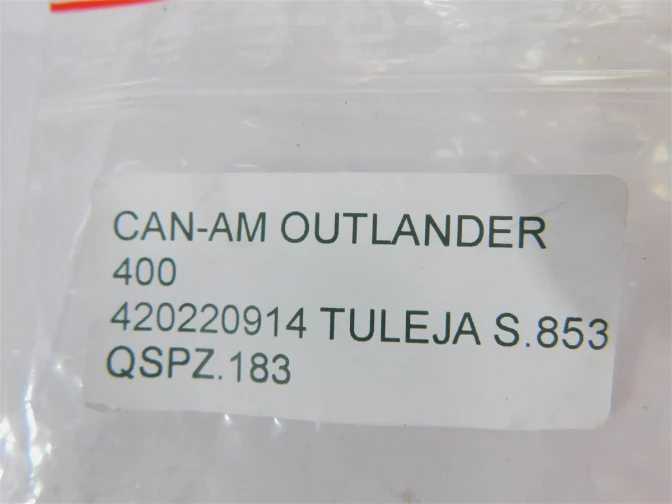 CAN-AM OUTLANDER
400
420220914 TULEJA S.853
QSPZ.183